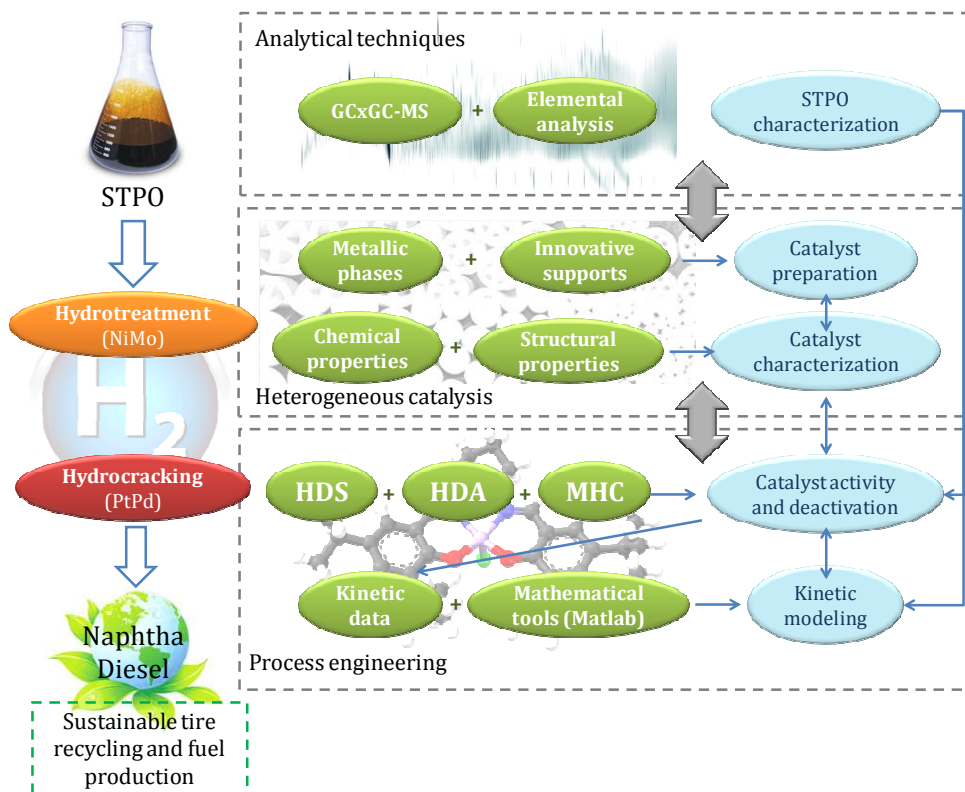 STPO
Hydrotreatment
(NiMo)
H2
Hydrocracking
(PtPd)
Naphtha
Diesel
Sustainable tire
recycling and fuel
production
Analytical techniques
GCxGC-MS
+
Elemental
analysis
STPO
characterization
Metallic
phases
+
Innovative
supports
Catalyst
preparation
Chemical
properties
+
Structural
properties
Catalyst
characterization
Heterogeneous catalysis
HDS
+
HDA
+
MHC
Catalyst activity
and deactivation
Kinetic
data
+
Mathematical
tools (Matlab)
Kinetic
modeling
Process engineering